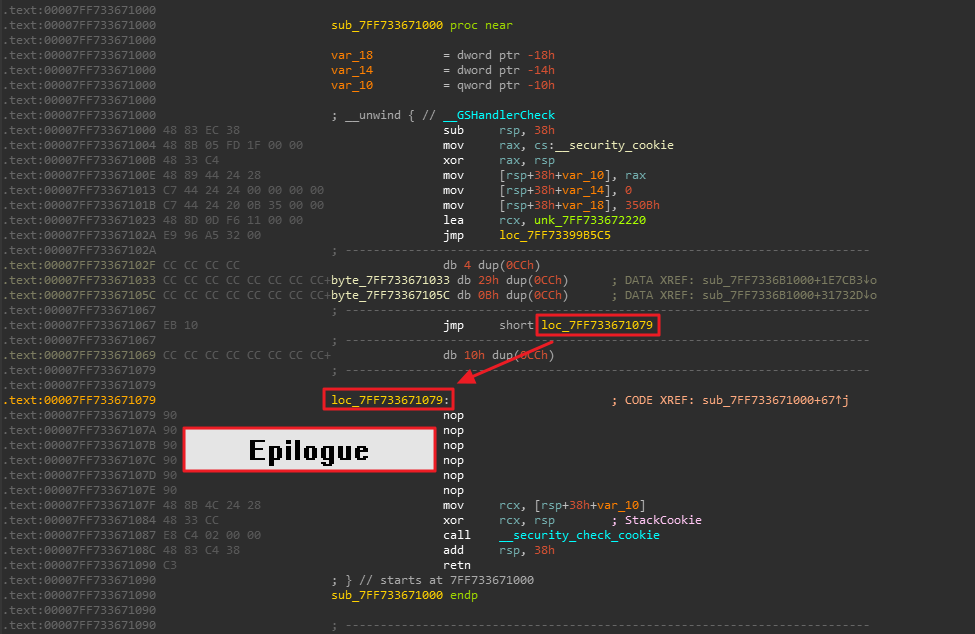 .text:00007FF733671000
.text:00007FF733671000 sub_7FF733671000 proc near
.text:00007FF733671000
.text:00007FF733671000 var_18 = dword ptr -18h
.text:00007FF733671000 var_14 = dword ptr -14h
.text:00007FF733671000 var_10 = qword ptr -10h
.text:00007FF733671000
.text:00007FF733671000 ; __unwind { // __GSHandlerCheck
.text:00007FF733671000 48 83 EC 38 sub rsp, 38h
.text:00007FF733671004 48 8B 05 FD 1F 00 00 mov rax, cs:__security_cookie
.text:00007FF73367100B 48 33 C4 xor rax, rsp
.text:00007FF73367100E 48 89 44 24 28 mov [rsp+38h+var_10], rax
.text:00007FF733671013 C7 44 24 24 00 00 00 00 mov [rsp+38h+var_14], 0
.text:00007FF73367101B C7 44 24 20 0B 35 00 00 mov [rsp+38h+var_18], 350Bh
.text:00007FF733671023 48 8D 0D F6 11 00 00 lea rcx, unk_7FF733672220
.text:00007FF73367102A E9 96 A5 32 00 jmp loc_7FF73399B5C5
.text:00007FF73367102A ; ---------------------------------------------------------------------------
.text:00007FF73367102F CC CC CC CC db 4 dup(0CCh)
.text:00007FF733671033 CC CC CC CC CC CC CC CC+byte_7FF733671033 db 29h dup(0CCh) ; DATA XREF: sub_7FF7336B1000+1E7CB3↓o
.text:00007FF73367105C CC CC CC CC CC CC CC CC+byte_7FF73367105C db 0Bh dup(0CCh) ; DATA XREF: sub_7FF7336B1000+31732D↓o
.text:00007FF733671067 ; ---------------------------------------------------------------------------
.text:00007FF733671067 EB 10 jmp short loc_7FF733671079
.text:00007FF733671067 ; ---------------------------------------------------------------------------
.text:00007FF733671069 CC CC CC CC CC CC CC CC+ db 10h dup(0CCh)
.text:00007FF733671079 ; ---------------------------------------------------------------------------
.text:00007FF733671079
.text:00007FF733671079 loc_7FF733671079: ; CODE XREF: sub_7FF733671000+67↑j
.text:00007FF733671079 90 nop
.text:00007FF73367107A 90 nop
.text:00007FF73367107B 90 nop
Epilogue
.text:00007FF73367107C 90 nop
.text:00007FF73367107D 90 nop
.text:00007FF73367107E 90 nop
.text:00007FF73367107F 48 8B 4C 24 28 mov rcx, [rsp+38h+var_10]
.text:00007FF733671084 48 33 CC xor rcx, rsp ; StackCookie
.text:00007FF733671087 E8 C4 02 00 00 call __security_check_cookie
.text:00007FF73367108C 48 83 C4 38 add rsp, 38h
.text:00007FF733671090 C3 retn
.text:00007FF733671090 ; } // starts at 7FF733671000
.text:00007FF733671090 sub_7FF733671000 endp
.text:00007FF733671090
.text:00007FF733671090 ; ---------------------------------------------------------------------------